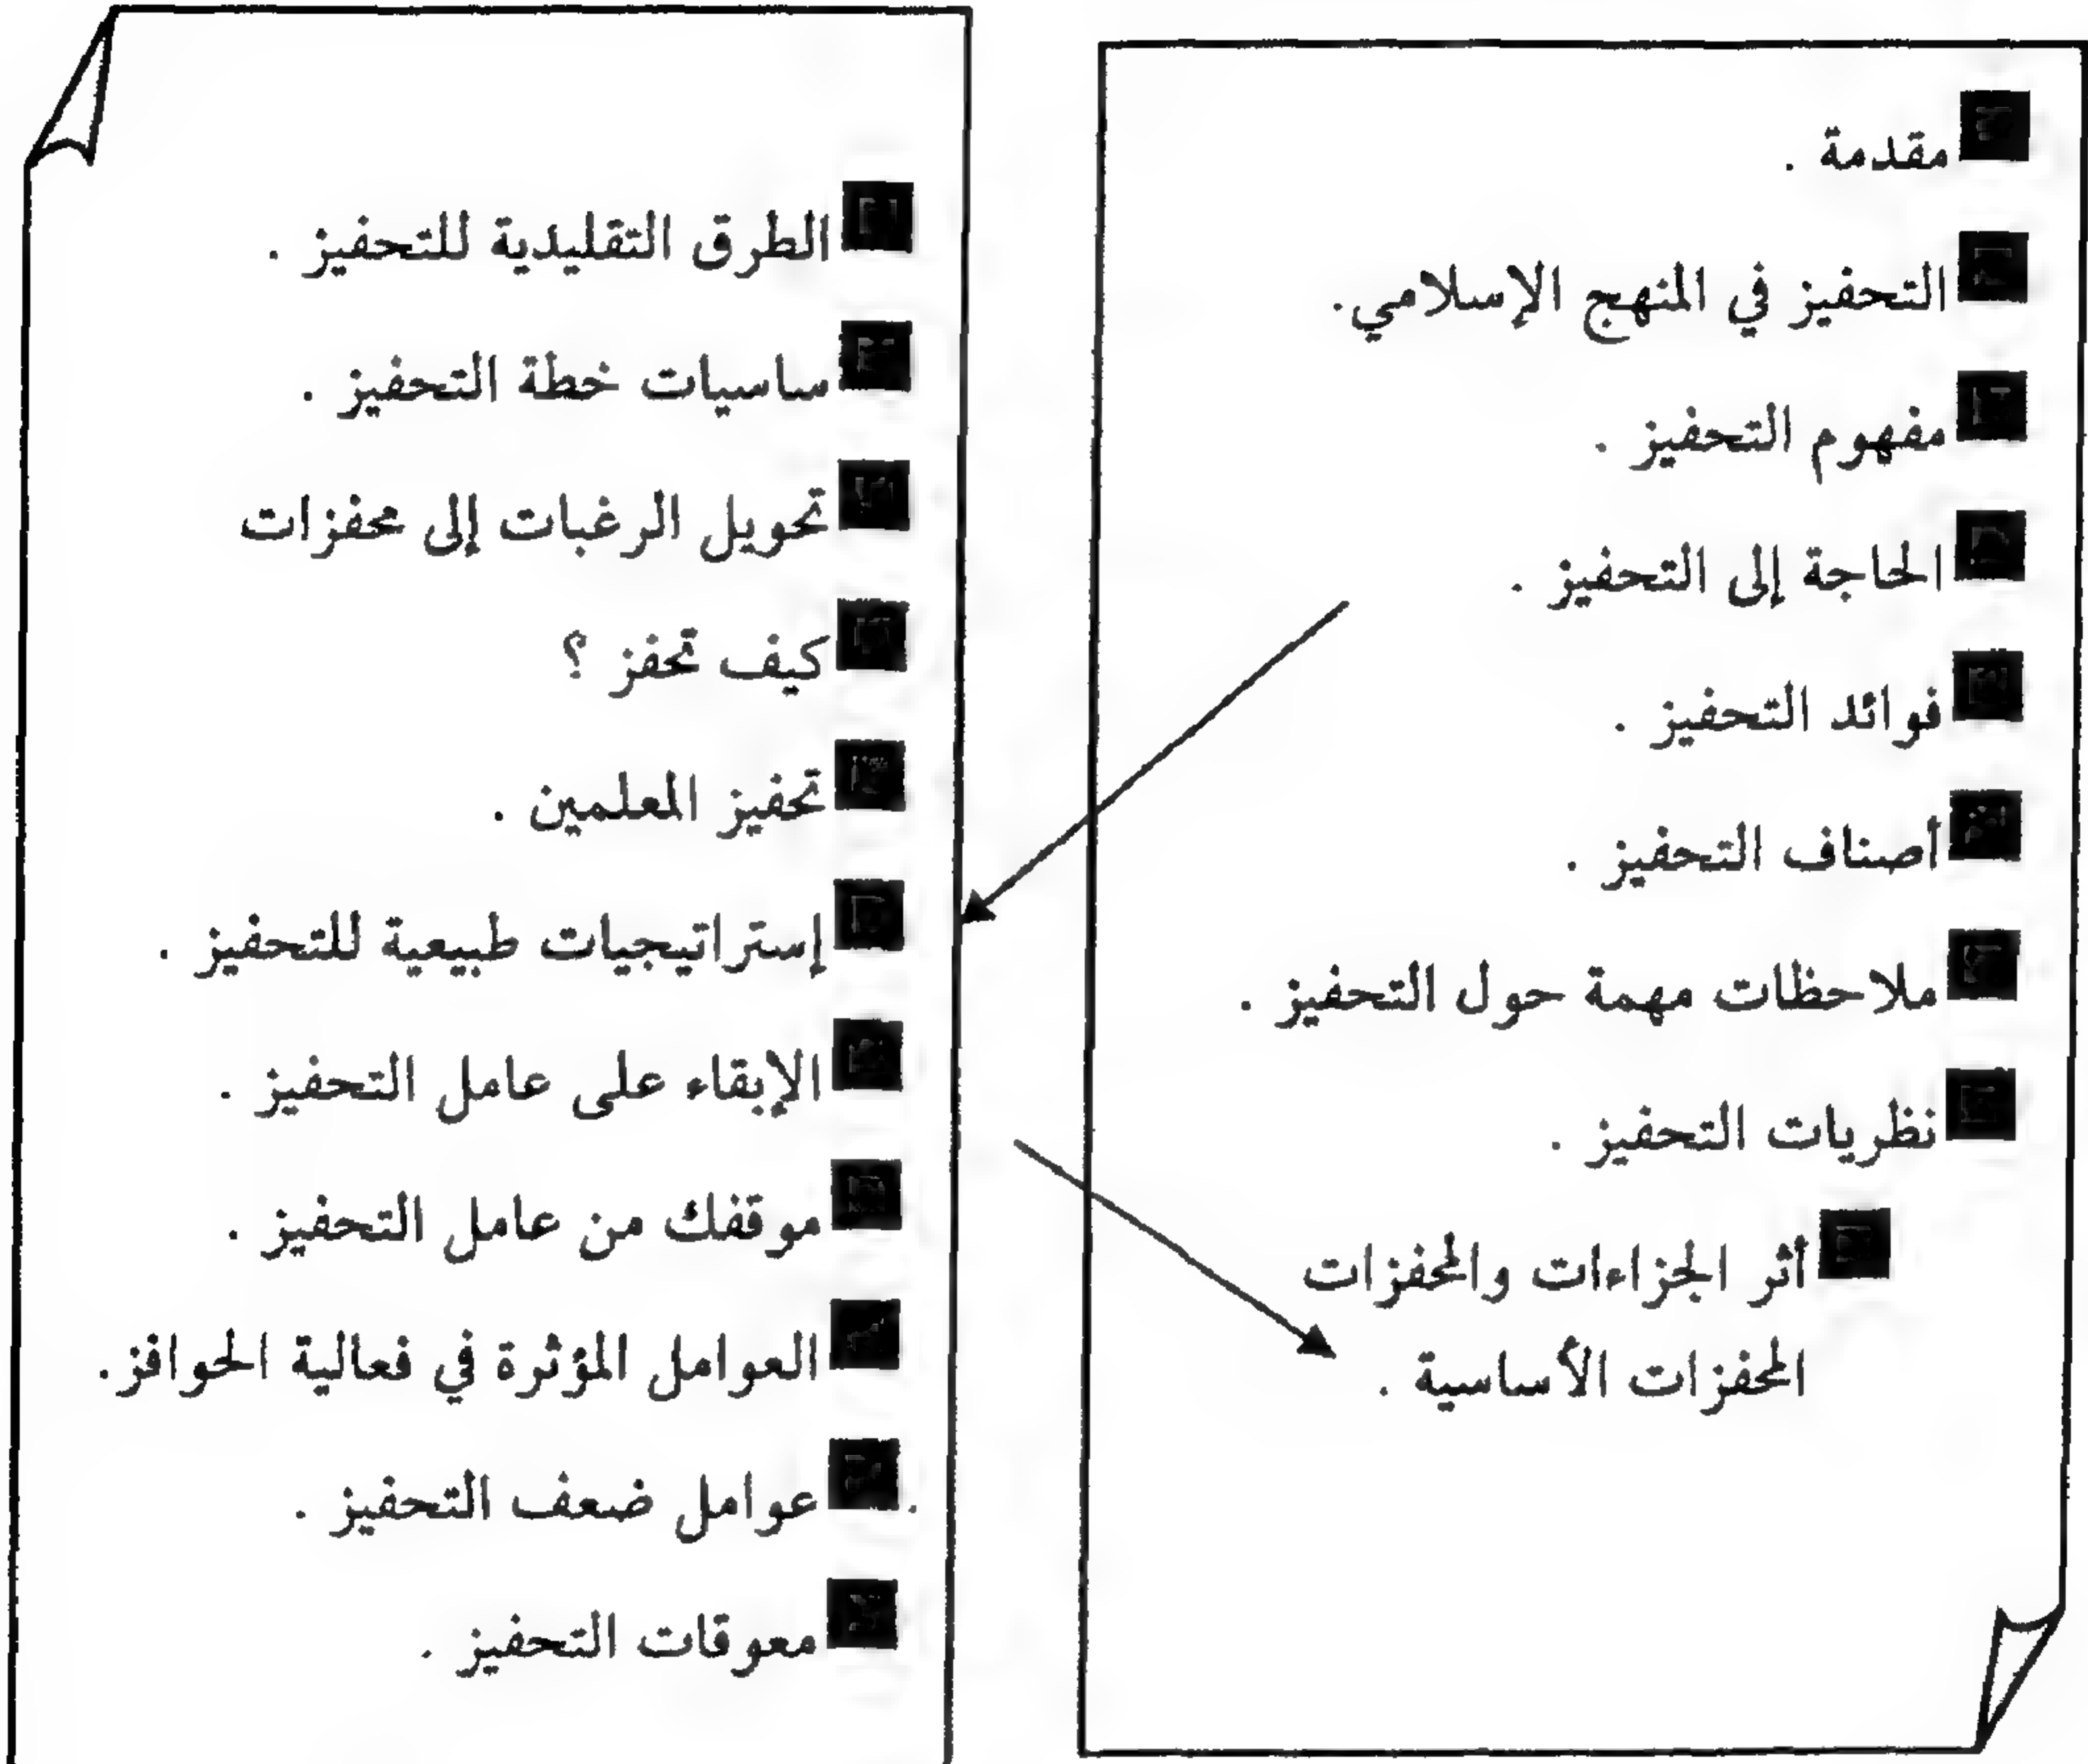 مقدمة .
التحفيز في المنهج الإسلامي.
مفهوم التحفيز .
الحاجة إلى التحفيز .
فوائد التحفيز .
أصناف التحفيز .
ملاحظات مهمة حول التحفيز .
نظريات التحفيز .
أثر الجزاءات والمحفزات
المحفزات الأساسية .
الطرق التقليدية للتحفيز .
ساسيات خطة التحفيز .
تحويل الرغبات إلى محفزات
كيف تحفز ؟
تحفيز المعلمين .
إستراتيجيات طبيعية للتحفيز .
الإبقاء على عامل التحفيز .
موقفك من عامل التحفيز .
العوامل المؤثرة في فعالية الحوافز.
عوامل ضعف التحفيز .
معوقات التحفيز .